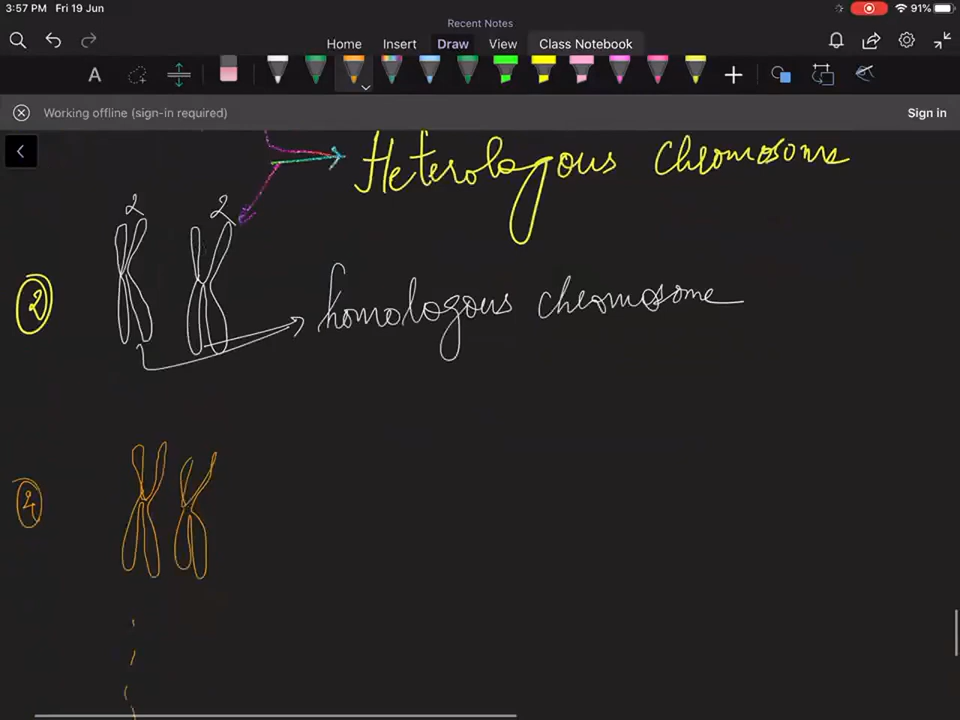 3:57 PM Fri 19 Jun
91%
Recent Notes
Home Insert Draw View Class Notebook
A
Working offline (sign-in required) Sign in
Heterologous chromosome
2 2
2 homologous chromosome
4